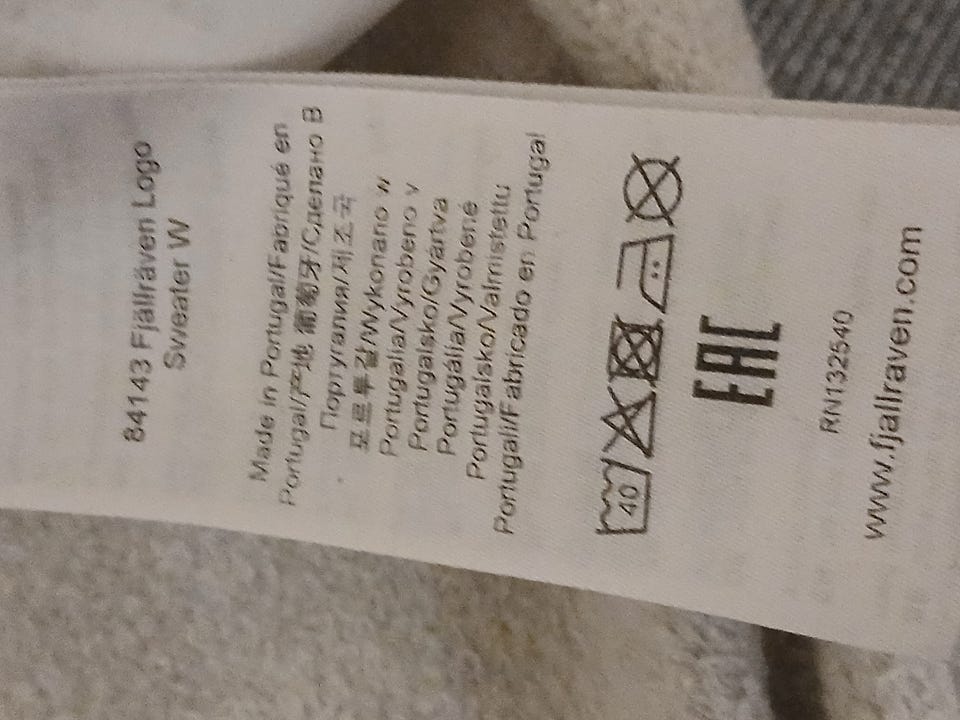 84143 Fjällräven Logo
Sweater W
Made in Portugal/Fabriqué en
Portugal/产地 葡萄牙/Сделано В
Португалия/제조국
포르투갈/Wykonano w
Portugalia/Vyrobeno v
Portugalsko/Gyártva
Portugália/Vyrobené
Portugalsko/Valmistettu
Portugali/Fabricado en Portugal
40
EAC
RN132540
www.fjallraven.com